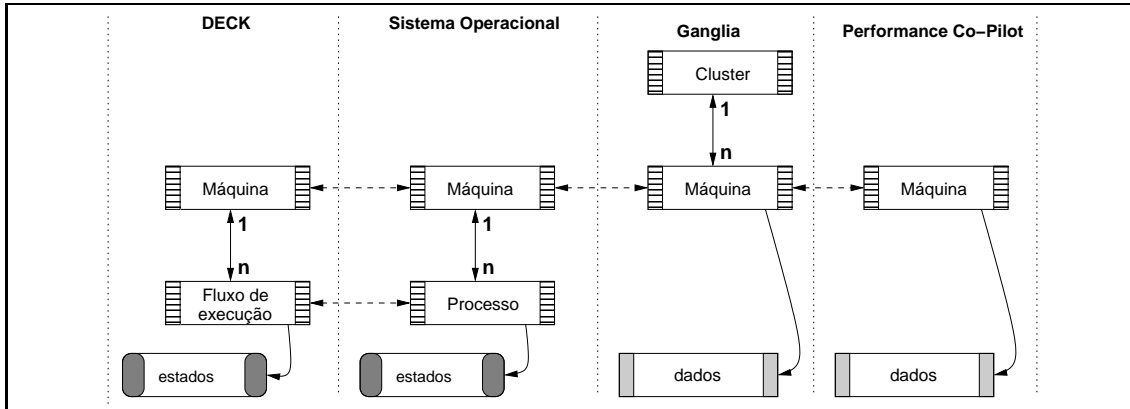 DECK
Sistema Operacional
Ganglia
Performance Co−Pilot
Cluster
1
n
Máquina
Máquina
Máquina
Máquina
1
n
1
n
Fluxo de
execução
Processo
estados
estados
dados
dados